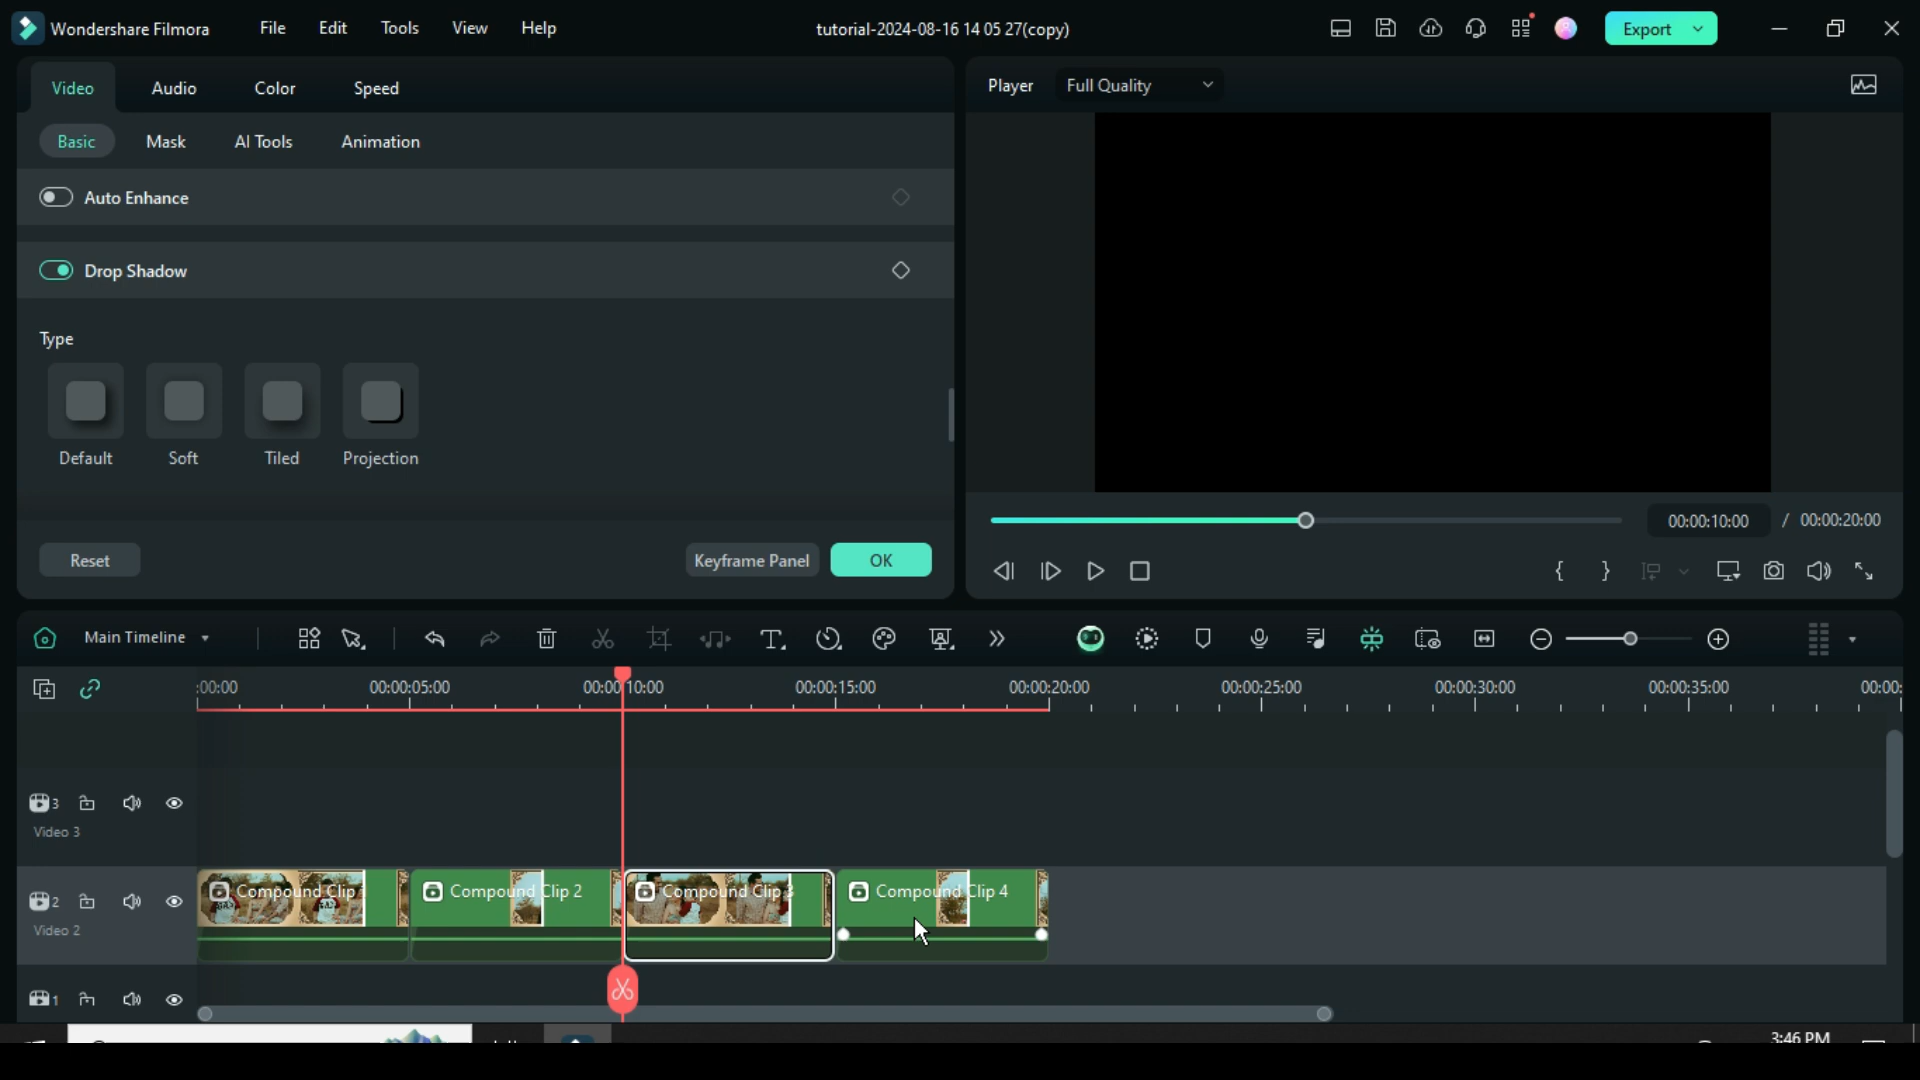 Wondershare Filmora File Edit Tools View Help tutorial-2024-08-16 14 05 27(copy) Export
Video Audio Color Speed
Player Full Quality
Basic Mask AI Tools Animation
Auto Enhance
Drop Shadow
Type
Default Soft Tiled Projection
00:00:10:00 / 00:00:20:00
Reset Keyframe Panel OK
Main Timeline
:00:00 00:00:05:00 00:00:10:00 00:00:15:00 00:00:20:00 00:00:25:00 00:00:30:00 00:00:35:00 00:00:
3
Video 3
Compound Clip Compound Clip 2 Compound Clip 3 Compound Clip 4
2
Video 2
1
3:46 PM